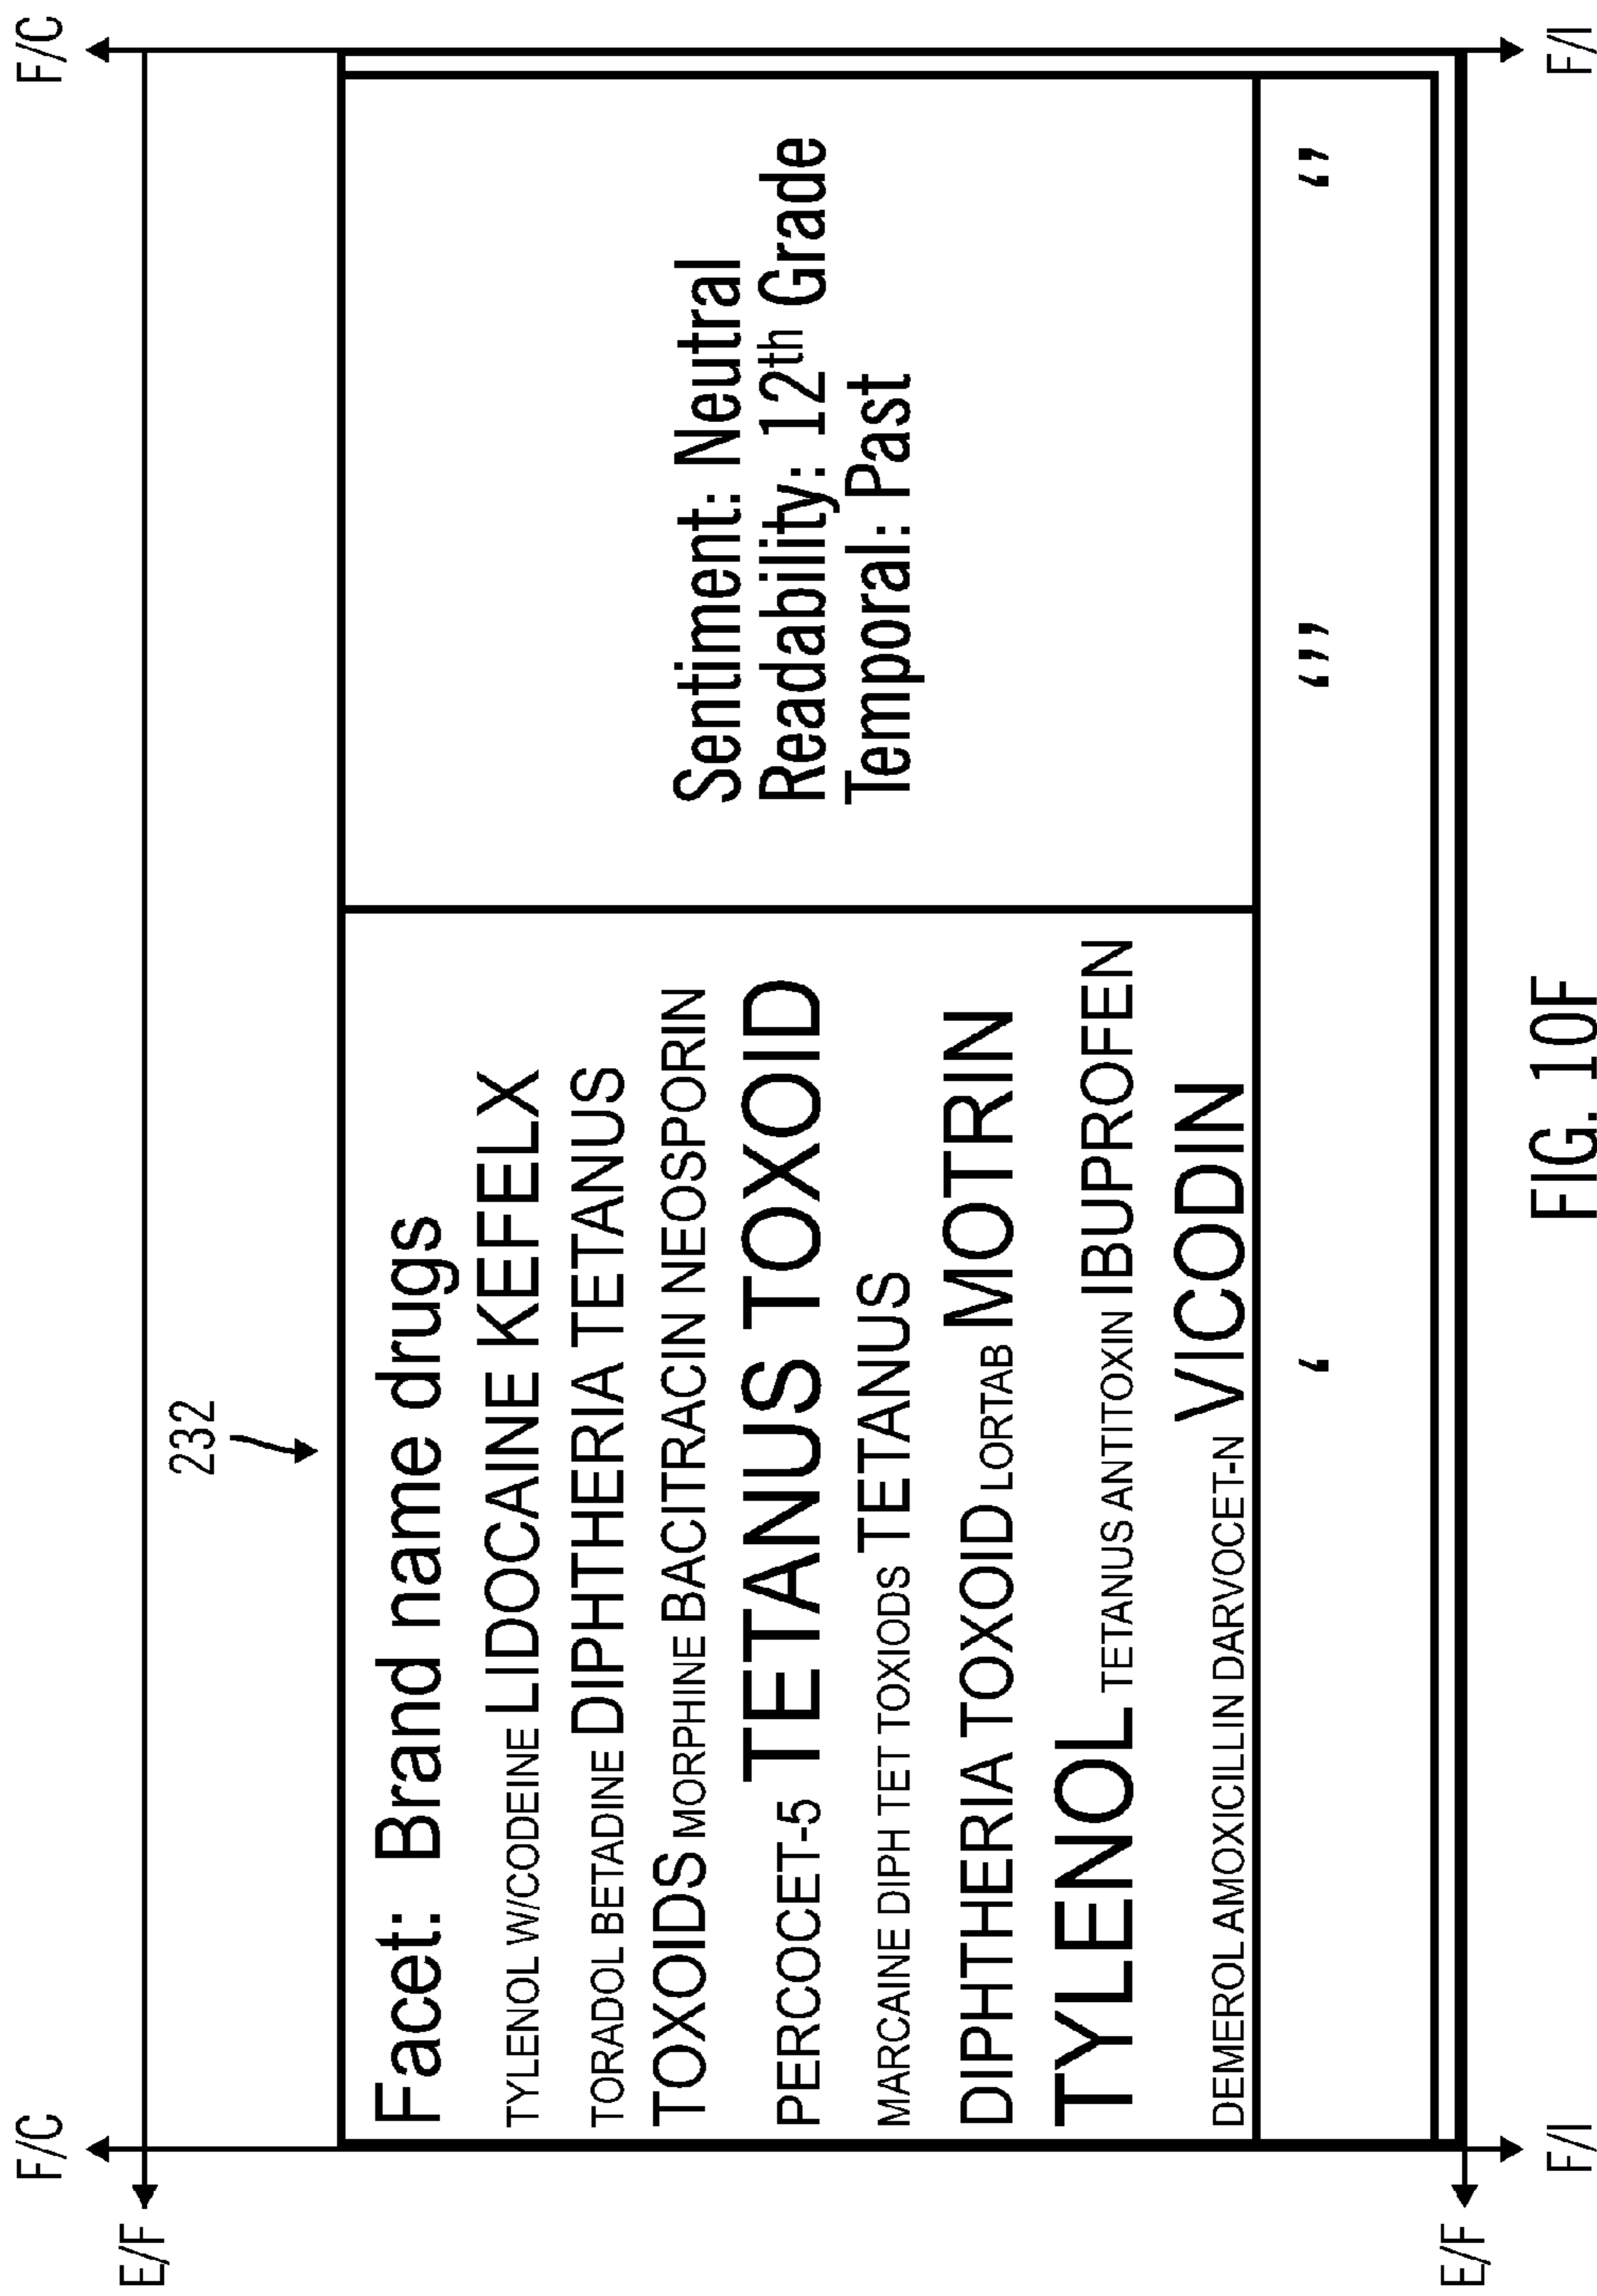 F/C F/C
E/F
232
Facet: Brand name drugs
TYLENOL W/CODEINE LIDOCAINE KEFELX
TORADOL BETADINE DIPHTHERIA TETANUS
TOXOIDS MORPHINE BACITRACIN NEOSPORIN
PERCOCET-5 TETANUS TOXOID
MARCAINE DIPH TET TOXIODS TETANUS
DIPHTHERIA TOXOID LORTAB MOTRIN
TYLENOL TETANUS ANTITOXIN IBUPROFEN
DEMEROL AMOXICILLIN DARVOCET-N VICODIN
Sentiment: Neutral
Readability: 12th Grade
Temporal: Past
‘ ‘’’ ‘’
E/F
F/I F/I
FIG. 10F